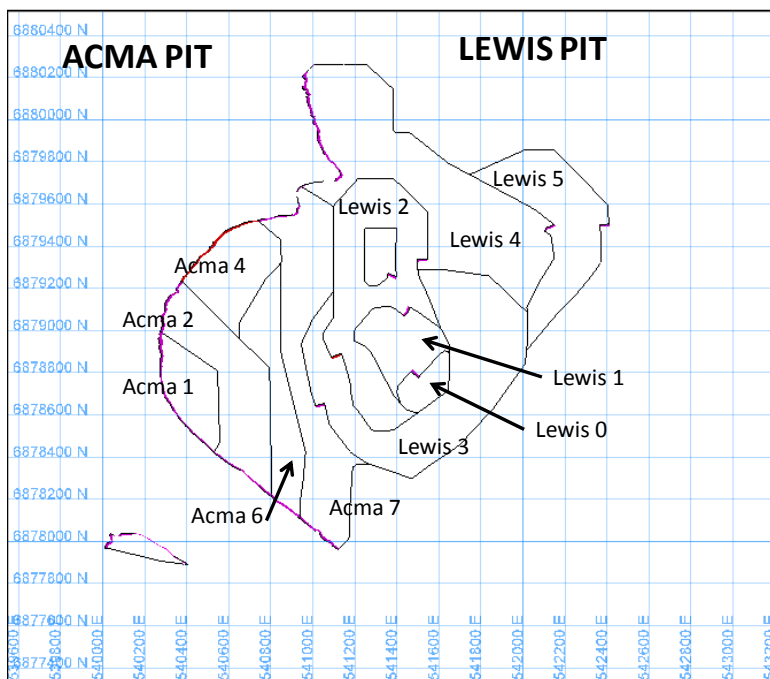 ACMA PIT
LEWIS PIT
6880400 N
6880200 N
6880000 N
6879800 N
6879600 N
6879400 N
6879200 N
6879000 N
6878800 N
6878600 N
6878400 N
6878200 N
6878000 N
6877800 N
6877600 N
6877400 N
Lewis 5
Lewis 2
Lewis 4
Acma 4
Acma 2
Acma 1
Lewis 1
Lewis 0
Lewis 3
Acma 6
Acma 7
539600 E
539800 E
540000 E
540200 E
540400 E
540600 E
540800 E
541000 E
541200 E
541400 E
541600 E
541800 E
542000 E
542200 E
542400 E
542600 E
542800 E
543000 E